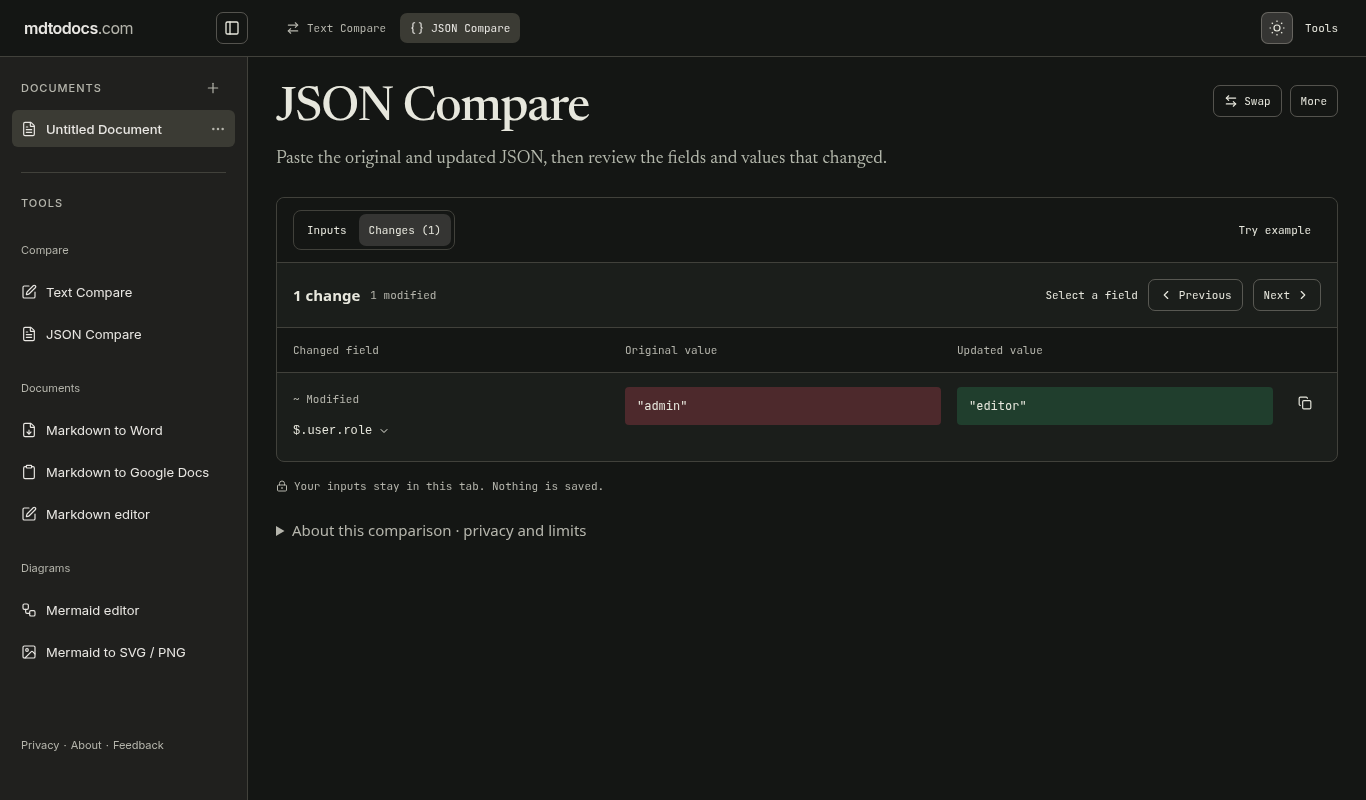 mdtodocs.com
Text Compare
JSON Compare
Tools
DOCUMENTS
Untitled Document
TOOLS
Compare
Text Compare
JSON Compare
Documents
Markdown to Word
Markdown to Google Docs
Markdown editor
Diagrams
Mermaid editor
Mermaid to SVG / PNG
Privacy · About · Feedback
JSON Compare
Swap
More
Paste the original and updated JSON, then review the fields and values that changed.
Inputs
Changes (1)
Try example
1 change 1 modified
Select a field
Previous
Next
Changed field
Original value
Updated value
~ Modified
$.user.role
"admin"
"editor"
Your inputs stay in this tab. Nothing is saved.
About this comparison · privacy and limits